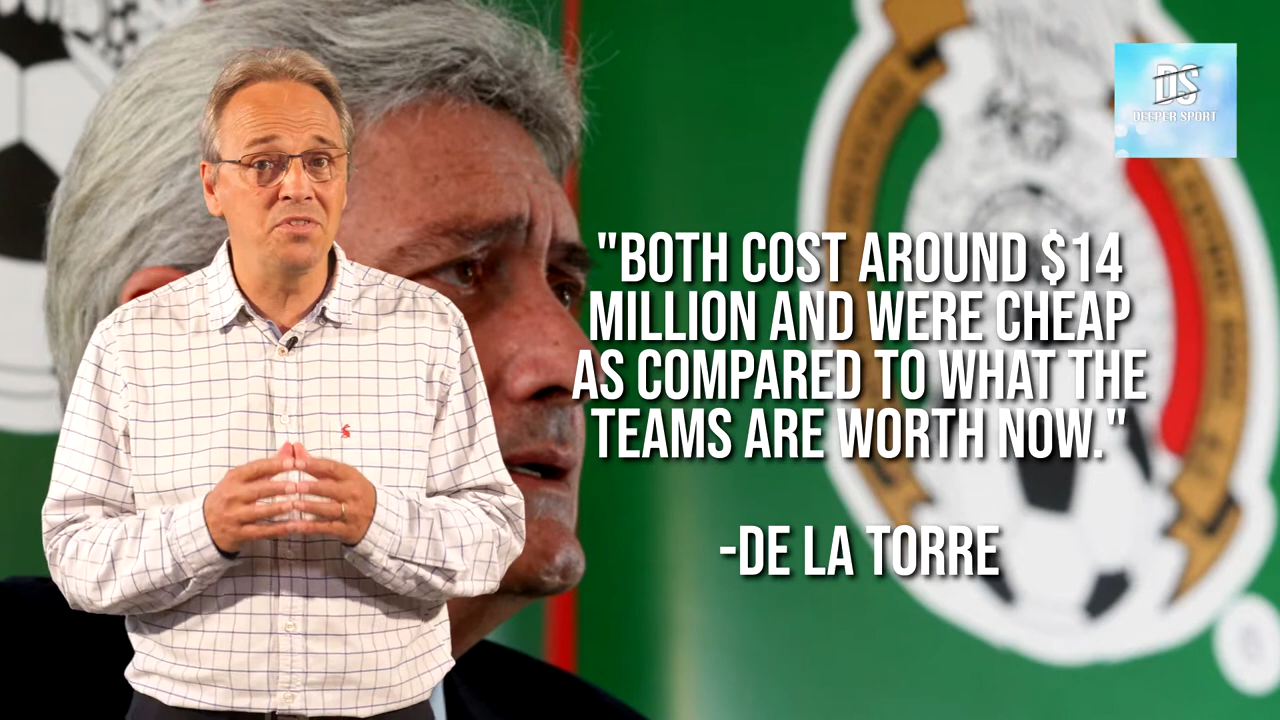 DS
DEEPER SPORT
"BOTH COST AROUND $14
MILLION AND WERE CHEAP
AS COMPARED TO WHAT THE
TEAMS ARE WORTH NOW."
-DE LA TORRE